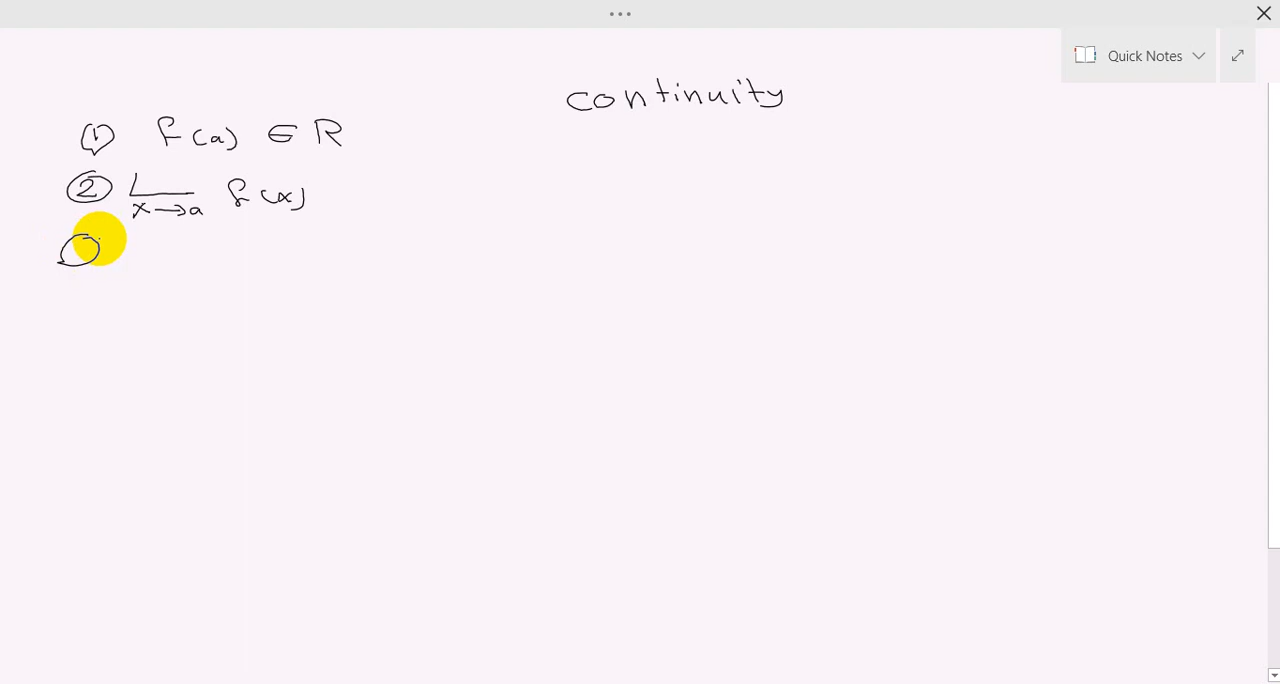 Quick Notes
continuity
① f(a) ∈ R
② L f(x)
x→a